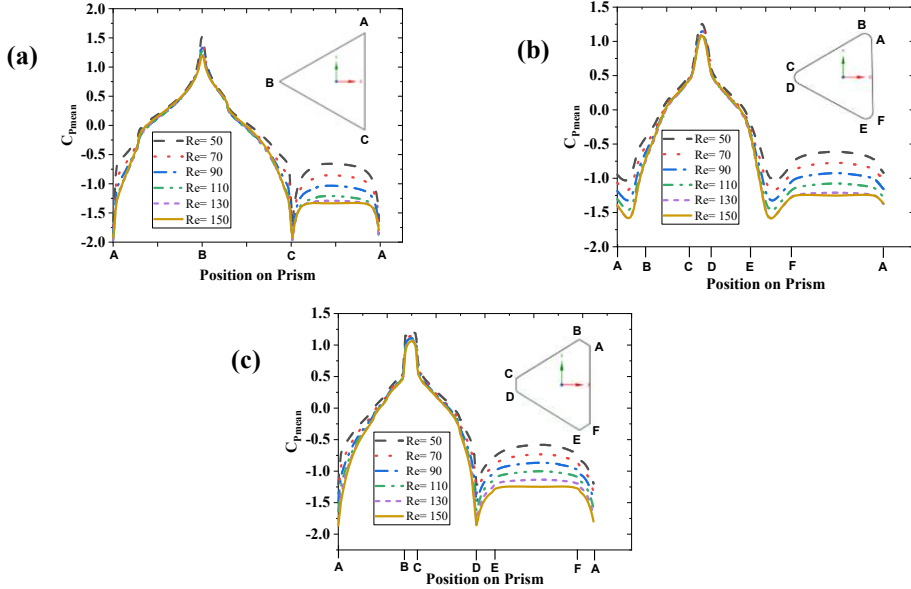 (a)
2.0
1.5
1.0
0.5
0.0
-0.5
-1.0
-1.5
-2.0
C_Pmean
Re= 50
Re= 70
Re= 90
Re= 110
Re= 130
Re= 150
A
B
C
A B C A
Position on Prism
(b)
1.5
1.0
0.5
0.0
-0.5
-1.0
-1.5
-2.0
C_Pmean
Re= 50
Re= 70
Re= 90
Re= 110
Re= 130
Re= 150
B
A
C
D
E F
A B C D E F A
Position on Prism
(c)
1.5
1.0
0.5
0.0
-0.5
-1.0
-1.5
-2.0
C_Pmean
Re= 50
Re= 70
Re= 90
Re= 110
Re= 130
Re= 150
B
A
C
D
E F
A B C D E F A
Position on Prism